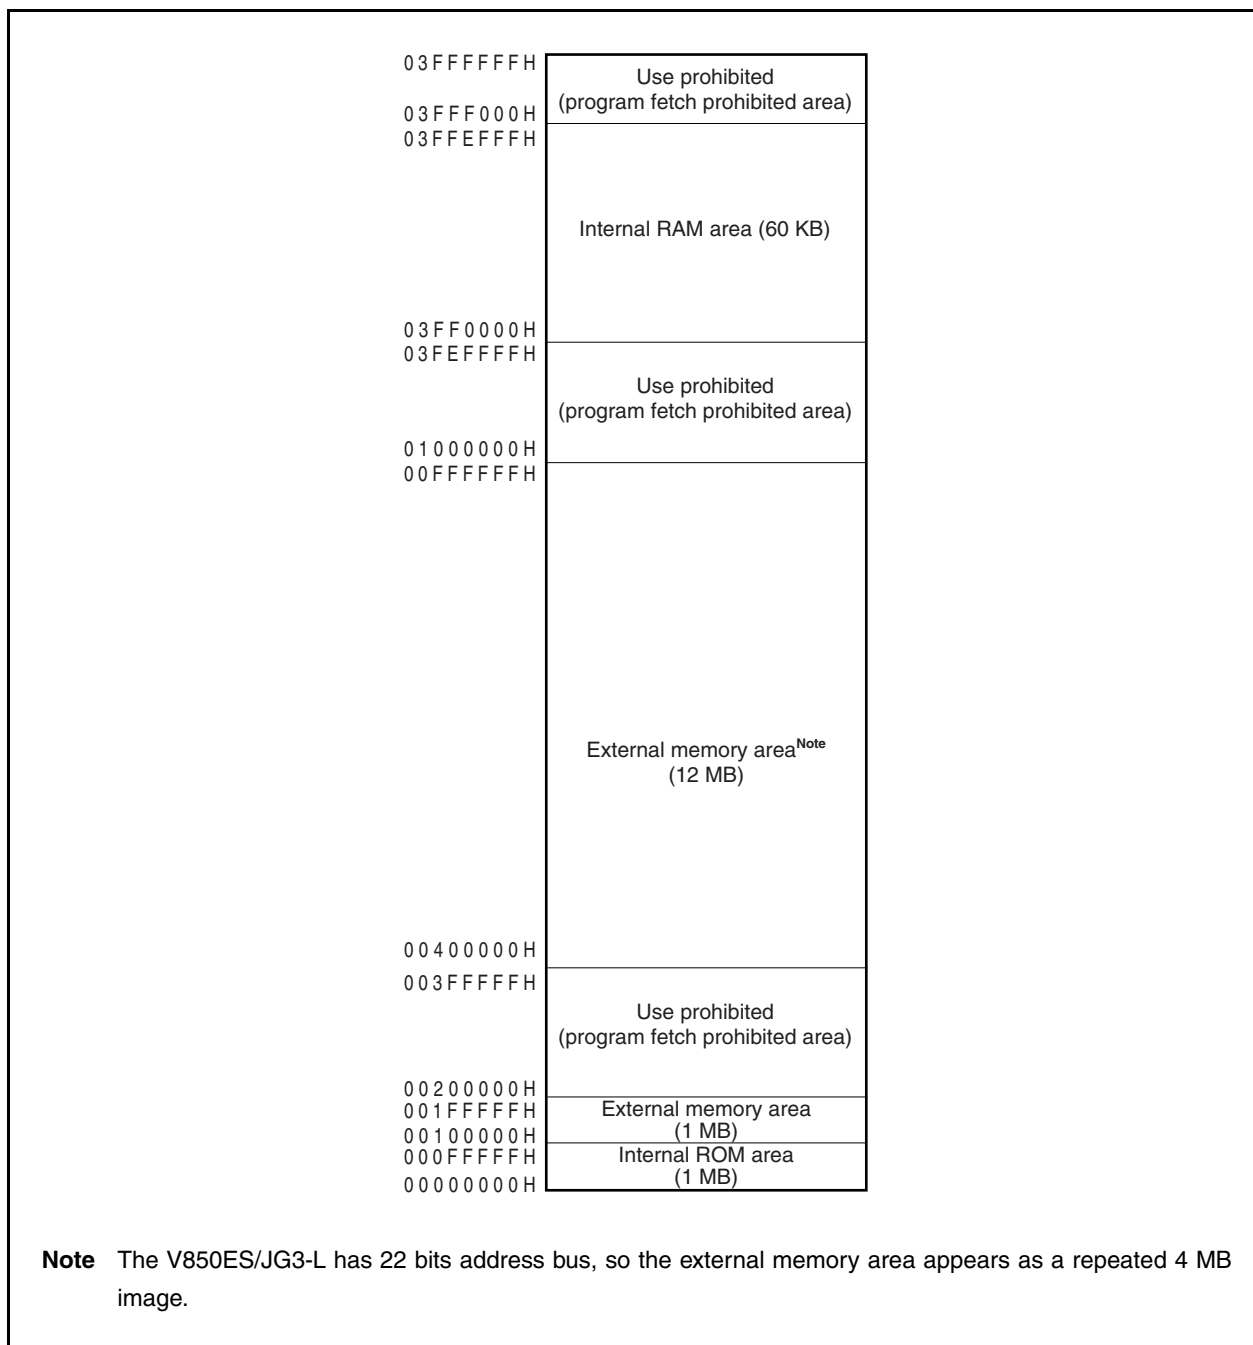 03FFFFFFH
Use prohibited
(program fetch prohibited area)
03FFF000H
03FFEFFFH
Internal RAM area (60 KB)
03FF0000H
03FEFFFFH
Use prohibited
(program fetch prohibited area)
01000000H
00FFFFFFH
External memory areaNote
(12 MB)
00400000H
003FFFFFH
Use prohibited
(program fetch prohibited area)
00200000H
001FFFFFH
External memory area
(1 MB)
00100000H
000FFFFFH
Internal ROM area
(1 MB)
00000000H
Note The V850ES/JG3-L has 22 bits address bus, so the external memory area appears as a repeated 4 MB
image.